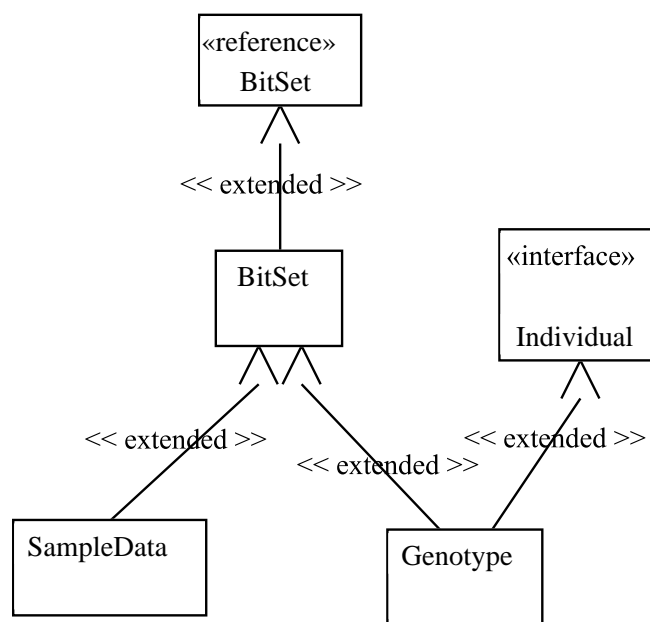 «reference»
BitSet
<< extended >>
BitSet
«interface»
Individual
<< extended >>
<< extended >>
<< extended >>
SampleData
Genotype